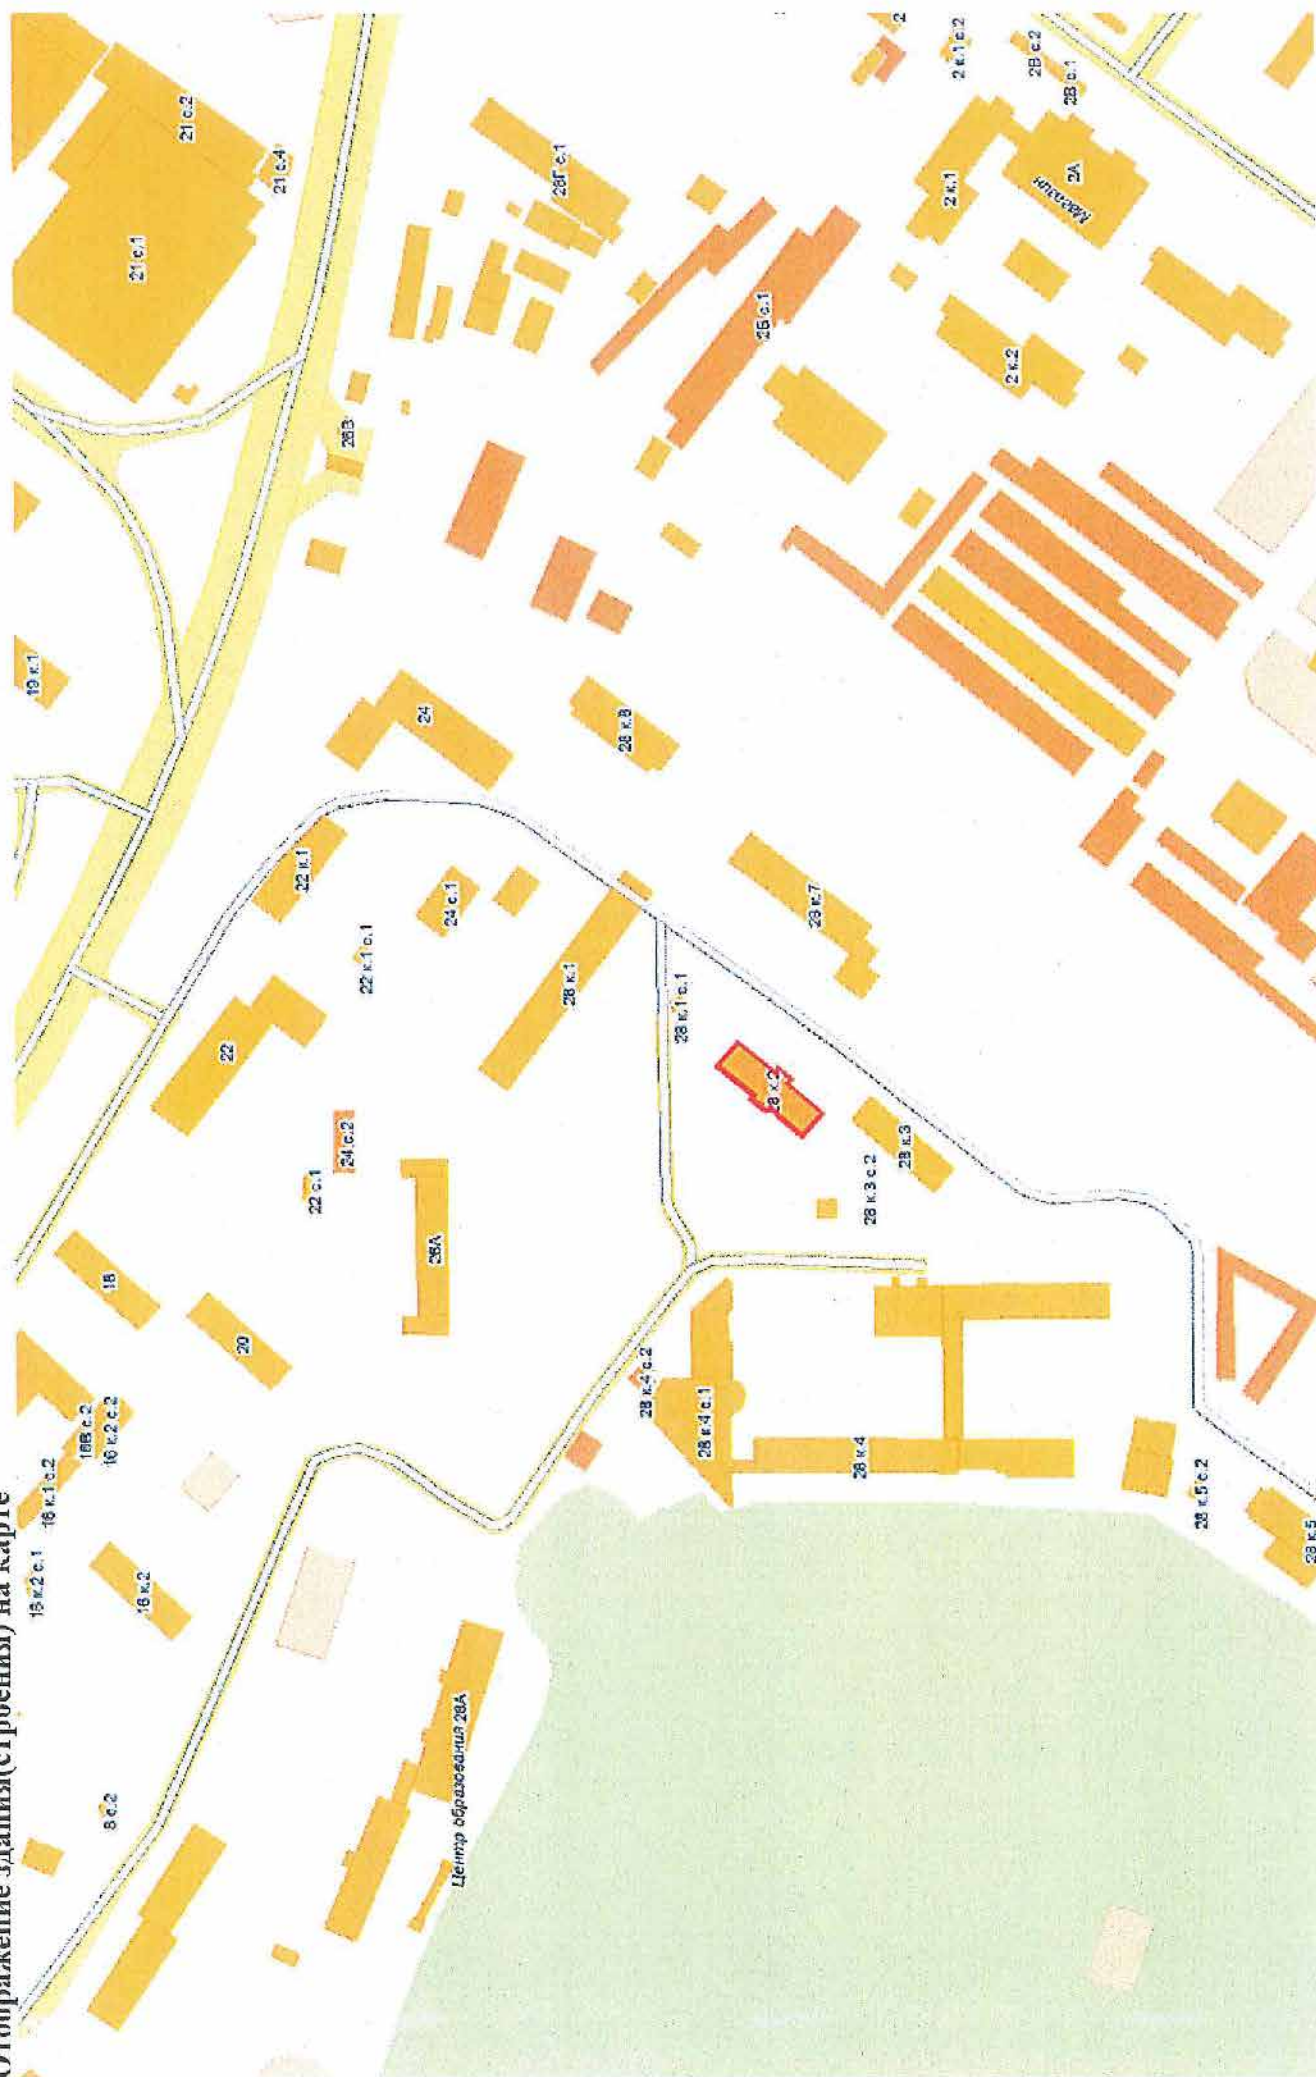 Отображение здания(строения) на карте
16 к.2 с.1
16 к.1 с.2
16В с.2
16 к.2 с.2
16 к.2
8 с.2
18
20
22
22 к.1
22 с.1
24 с.2
22 к.1 с.1
24
24 с.1
26А
19 к.1
21 с.1
21 с.2
21 с.4
26В
28Г с.1
2Б с.1
2 к.1 с.2
2В с.2
2В с.1
2 к.1
2А
Магазин
2 к.2
28 к.8
28 к.1
28 к.1 с.1
28 к.7
28 к.2
28 к.3
28 к.3 с.2
28 к.4 с.2
28 к.4 с.1
28 к.4
28 к.5 с.2
28 к.5
Центр образования 28А